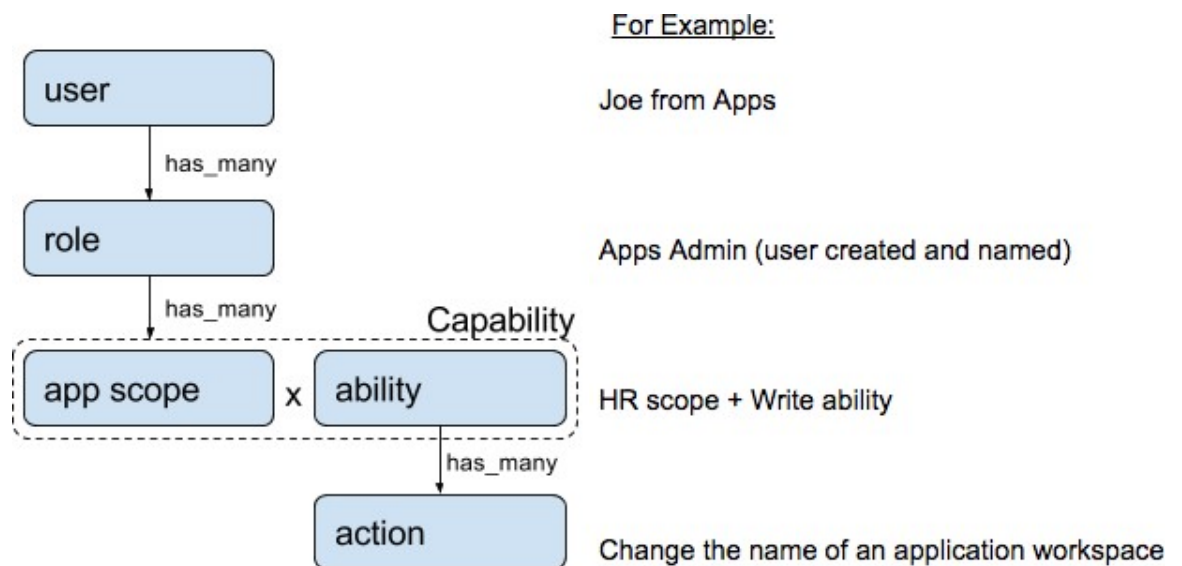 For Example:
user
Joe from Apps
has_many
role
Apps Admin (user created and named)
has_many
Capability
app scope x ability
HR scope + Write ability
has_many
action
Change the name of an application workspace